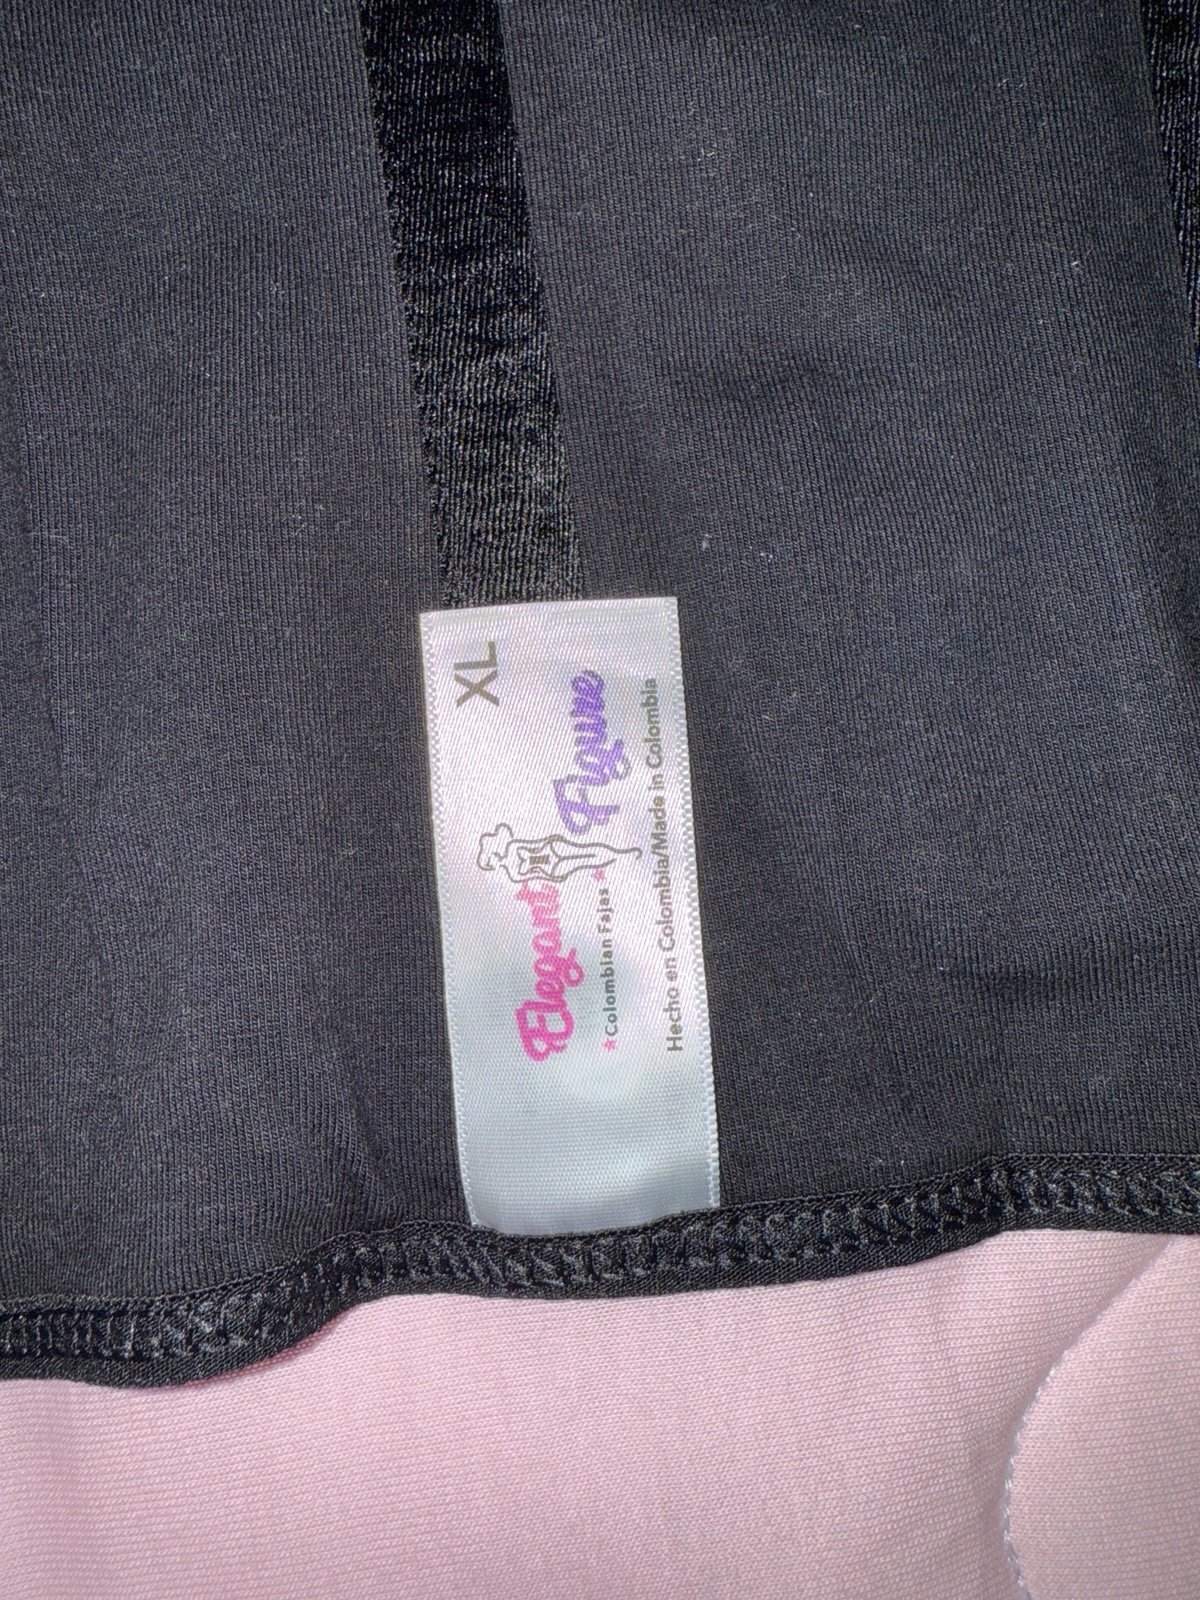 XL
Elegant Figure
*Colombian Fajas*
Hecho en Colombia/Made in Colombia